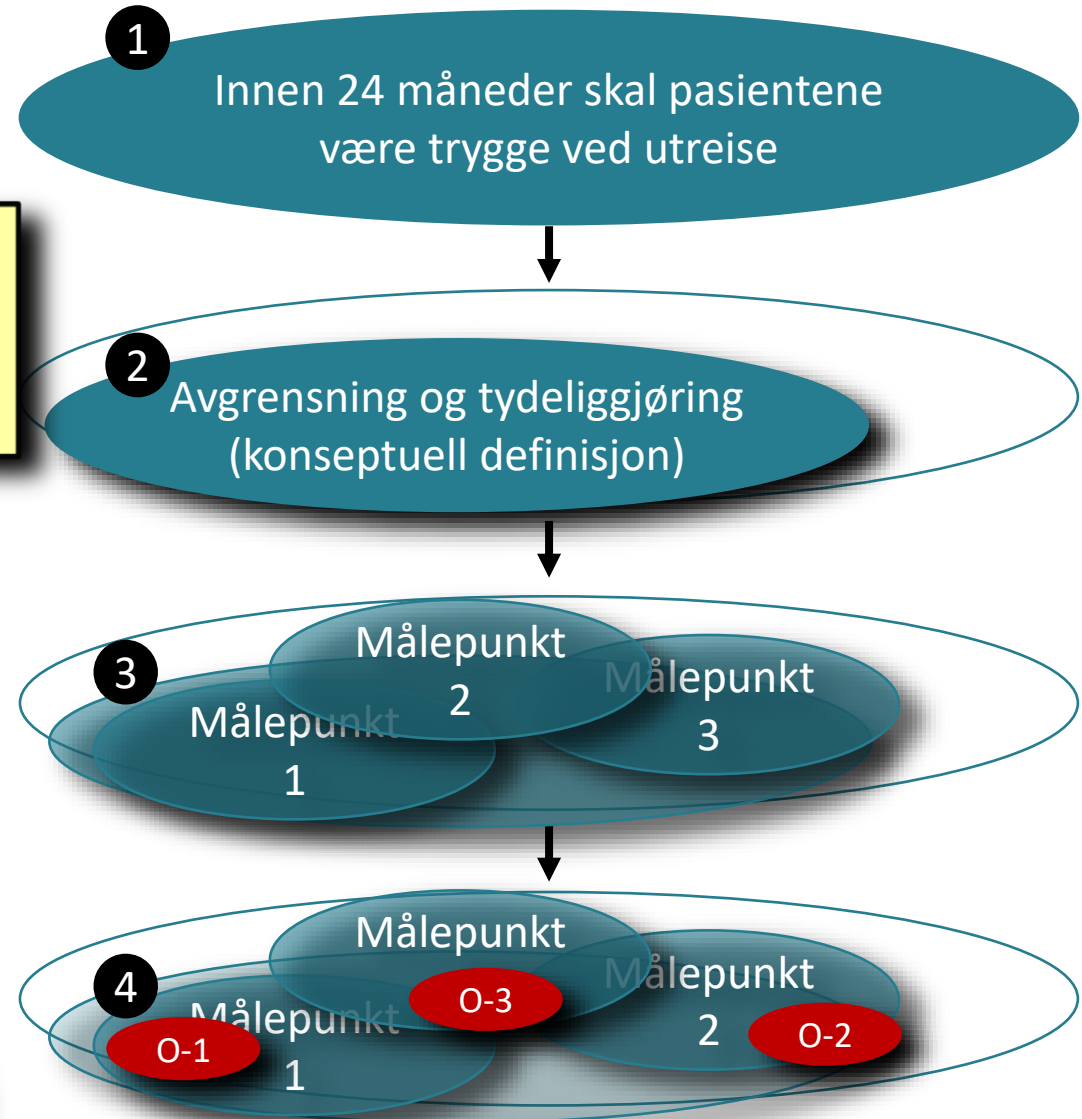 1
Innen 24 måneder skal pasientene
være trygge ved utreise
2
Avgrensning og tydeliggjøring
(konseptuell definisjon)
3
Målepunkt
2
Målepunkt
3
Målepunkt
1
4
Målepunkt
O-3
Målepunkt
2
O-2
Målepunkt
O-1
1